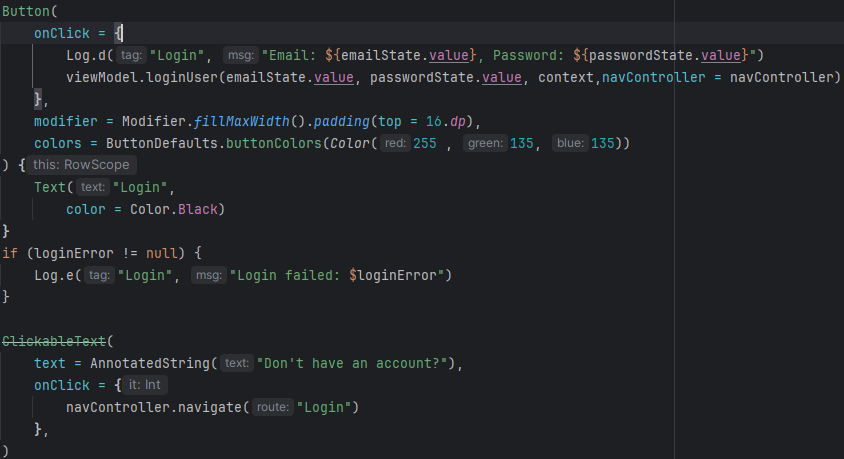 Button(
onClick = {
Log.d( tag: "Login", msg: "Email: ${emailState.value}, Password: ${passwordState.value}")
viewModel.loginUser(emailState.value, passwordState.value, context,navController = navController)
},
modifier = Modifier.fillMaxWidth().padding(top = 16.dp),
colors = ButtonDefaults.buttonColors(Color( red: 255 , green: 135, blue: 135))
) { this: RowScope
Text( text: "Login",
color = Color.Black)
}
if (loginError != null) {
Log.e( tag: "Login", msg: "Login failed: $loginError")
}
ClickableText(
text = AnnotatedString( text: "Don't have an account?"),
onClick = { it: Int
navController.navigate( route: "Login")
},
)